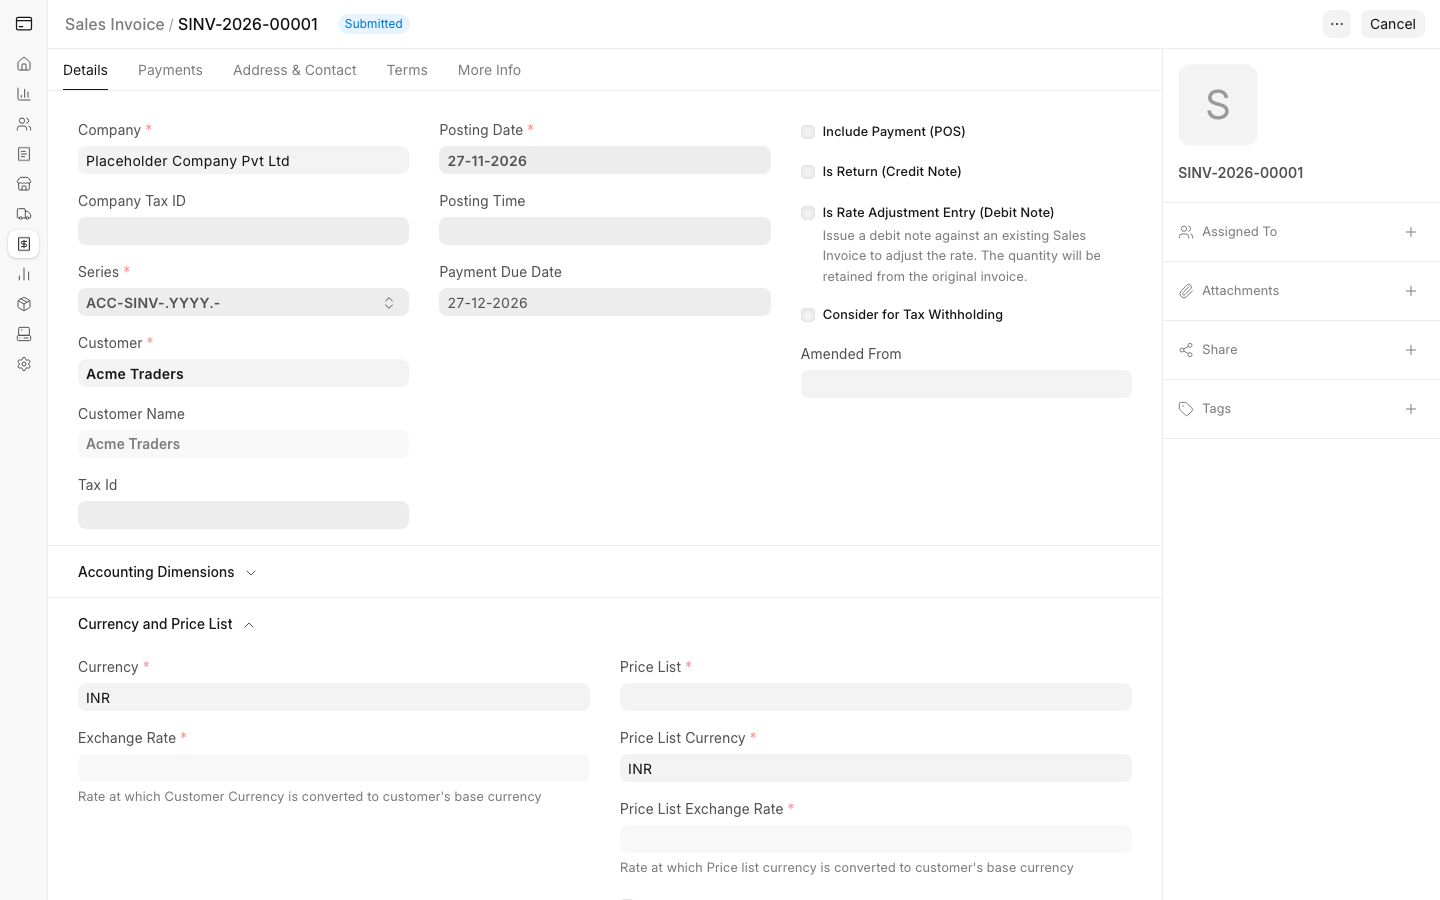 Sales Invoice / SINV-2026-00001 Submitted
... Cancel
Details Payments Address & Contact Terms More Info
Company *
Placeholder Company Pvt Ltd
Company Tax ID
Series *
ACC-SINV-.YYYY.-
Customer *
Acme Traders
Customer Name
Acme Traders
Tax Id
Posting Date *
27-11-2026
Posting Time
Payment Due Date
27-12-2026
Include Payment (POS)
Is Return (Credit Note)
Is Rate Adjustment Entry (Debit Note)
Issue a debit note against an existing Sales
Invoice to adjust the rate. The quantity will be
retained from the original invoice.
Consider for Tax Withholding
Amended From
Accounting Dimensions
Currency and Price List
Currency *
INR
Exchange Rate *
Rate at which Customer Currency is converted to customer's base currency
Price List *
Price List Currency *
INR
Price List Exchange Rate *
Rate at which Price list currency is converted to customer's base currency
S
SINV-2026-00001
Assigned To
Attachments
Share
Tags